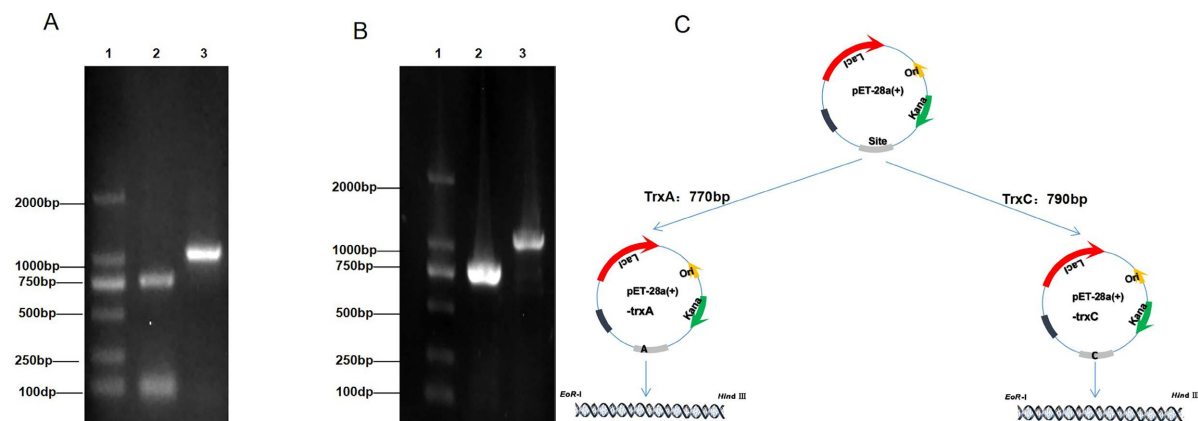 A
1 2 3
2000bp
1000bp
750bp
500bp
250bp
100dp
B
1 2 3
2000bp
1000bp
750bp
500bp
250bp
100dp
C
LacI
Ori
pET-28a(+)
Kana
Site
TrxA: 770bp
TrxC: 790bp
LacI
Ori
pET-28a(+)
-trxA
Kana
A
EoR-I
Hind III
LacI
Ori
pET-28a(+)
-trxC
Kana
C
EoR-I
Hind III